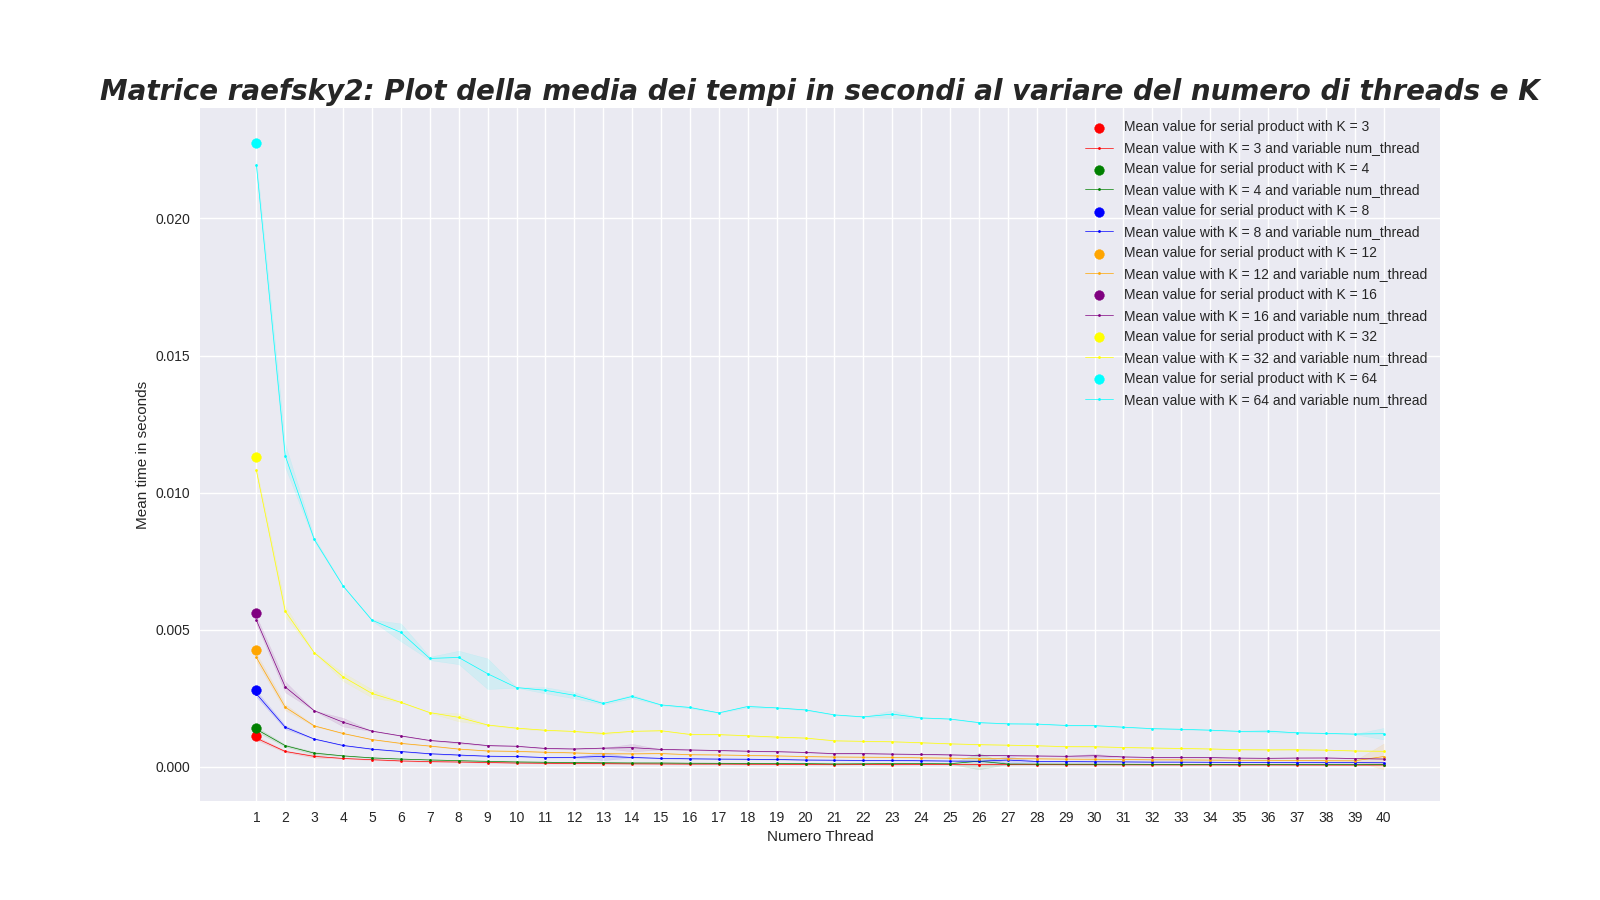 Matrice raefsky2: Plot della media dei tempi in secondi al variare del numero di threads e K
Mean value for serial product with K = 3
Mean value with K = 3 and variable num_thread
Mean value for serial product with K = 4
Mean value with K = 4 and variable num_thread
Mean value for serial product with K = 8
Mean value with K = 8 and variable num_thread
Mean value for serial product with K = 12
Mean value with K = 12 and variable num_thread
Mean value for serial product with K = 16
Mean value with K = 16 and variable num_thread
Mean value for serial product with K = 32
Mean value with K = 32 and variable num_thread
Mean value for serial product with K = 64
Mean value with K = 64 and variable num_thread
Mean time in seconds
0.020
0.015
0.010
0.005
0.000
1 2 3 4 5 6 7 8 9 10 11 12 13 14 15 16 17 18 19 20 21 22 23 24 25 26 27 28 29 30 31 32 33 34 35 36 37 38 39 40
Numero Thread